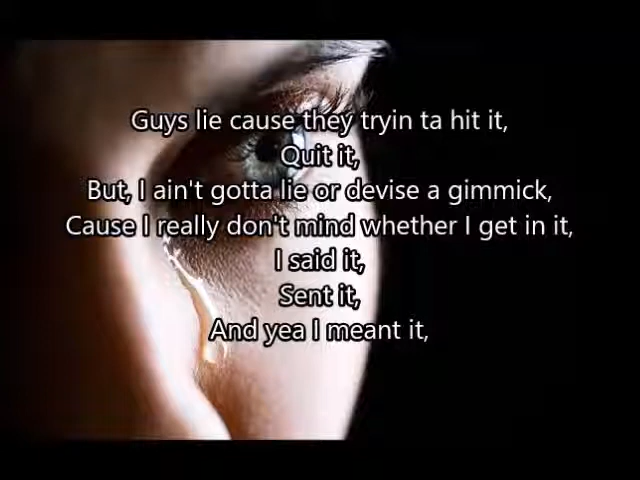 Guys lie cause they tryin ta hit it,
Quit it,
But, I ain't gotta lie or devise a gimmick,
Cause I really don't mind whether I get in it,
I said it,
Sent it,
And yea I meant it,